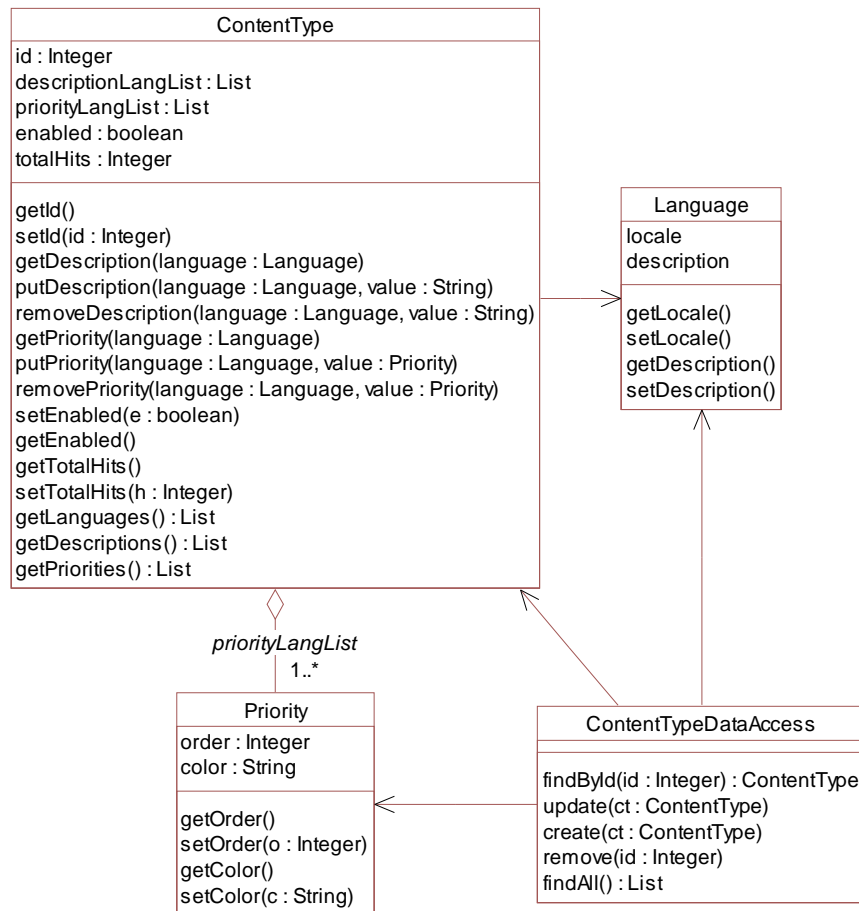 ContentType
id : Integer
descriptionLangList : List
priorityLangList : List
enabled : boolean
totalHits : Integer
getId()
setId(id : Integer)
getDescription(language : Language)
putDescription(language : Language, value : String)
removeDescription(language : Language, value : String)
getPriority(language : Language)
putPriority(language : Language, value : Priority)
removePriority(language : Language, value : Priority)
setEnabled(e : boolean)
getEnabled()
getTotalHits()
setTotalHits(h : Integer)
getLanguages() : List
getDescriptions() : List
getPriorities() : List
Language
locale
description
getLocale()
setLocale()
getDescription()
setDescription()
priorityLangList
1..*
Priority
order : Integer
color : String
getOrder()
setOrder(o : Integer)
getColor()
setColor(c : String)
ContentTypeDataAccess
findById(id : Integer) : ContentType
update(ct : ContentType)
create(ct : ContentType)
remove(id : Integer)
findAll() : List